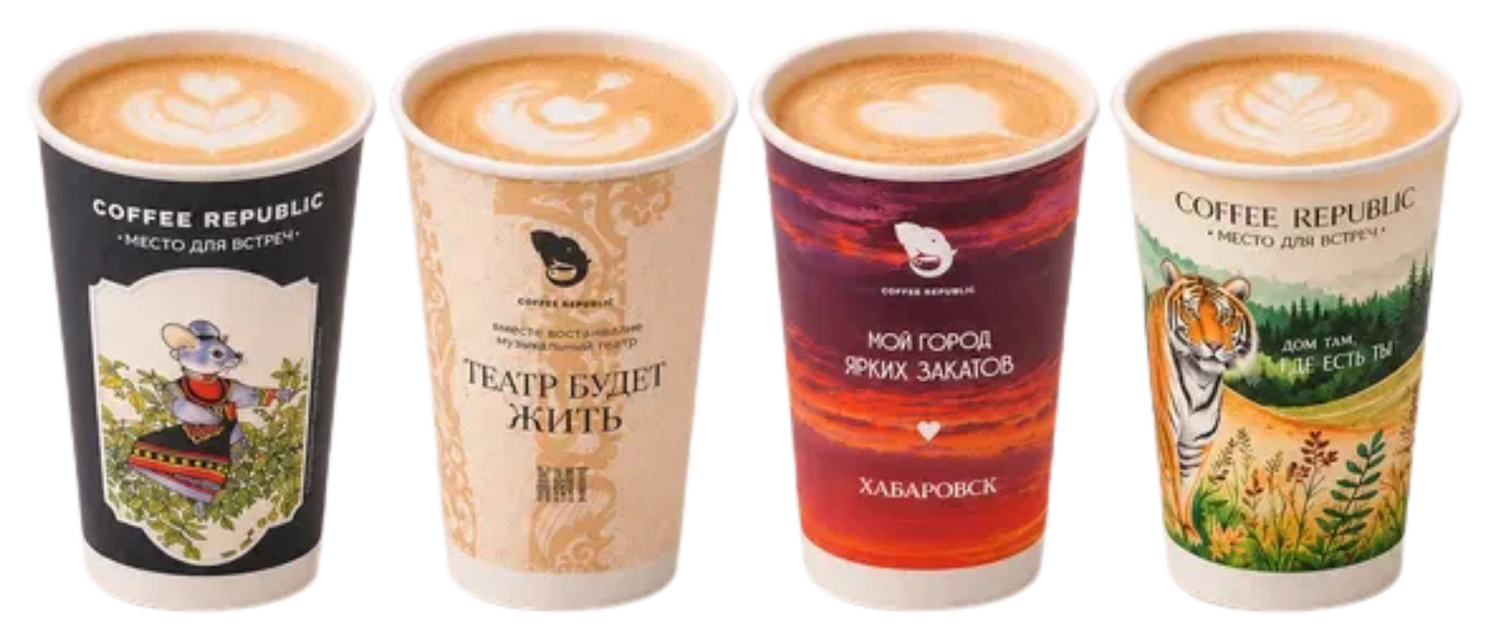 COFFEE REPUBLIC
·МЕСТО ДЛЯ ВСТРЕЧ·
COFFEE REPUBLIC
вместе
музыкальный театр
ТЕАТР БУДЕТ
ЖИТЬ
ХМТ
COFFEE REPUBLIC
МОЙ ГОРОД
ЯРКИХ ЗАКАТОВ
ХАБАРОВСК
COFFEE REPUBLIC
·МЕСТО ДЛЯ ВСТРЕЧ·
ДОМ ТАМ,
ГДЕ ЕСТЬ ТЫ